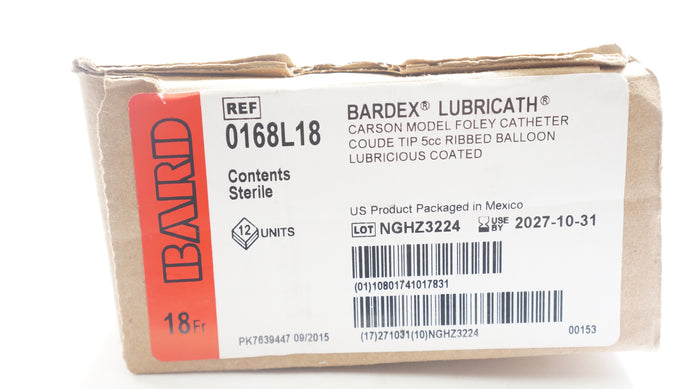 BARD
18Fr
REF
0168L18
Contents
Sterile
12 UNITS
PK7639447 09/2015
BARDEX® LUBRICATH®
CARSON MODEL FOLEY CATHETER
COUDE TIP 5cc RIBBED BALLOON
LUBRICIOUS COATED
US Product Packaged in Mexico
LOT NGHZ3224 USE BY 2027-10-31
(01)10801741017831
(17)271031(10)NGHZ3224
00153